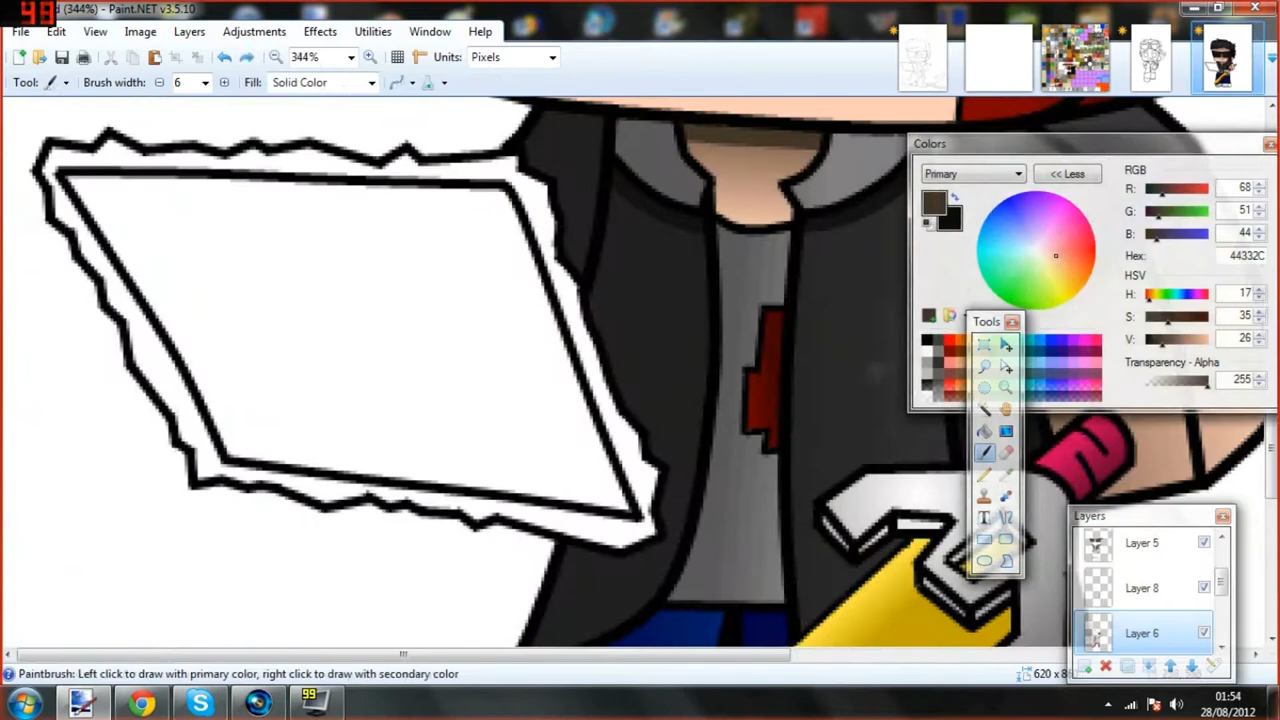 99
d) - Paint.NET v3.5.10
File Edit View Image Layers Adjustments Effects Utilities Window Help
344% Units: Pixels
Tool: Brush width: 6 Fill: Solid Color
Colors
Primary << Less
RGB
R: 68
G: 51
B: 44
Hex: 44332C
HSV
H: 17
S: 35
V: 26
Transparency - Alpha
255
Tools
T
Layers
Layer 5
Layer 8
Layer 6
Paintbrush: Left click to draw with primary color, right click to draw with secondary color
620 x
99
01:54
28/08/2012